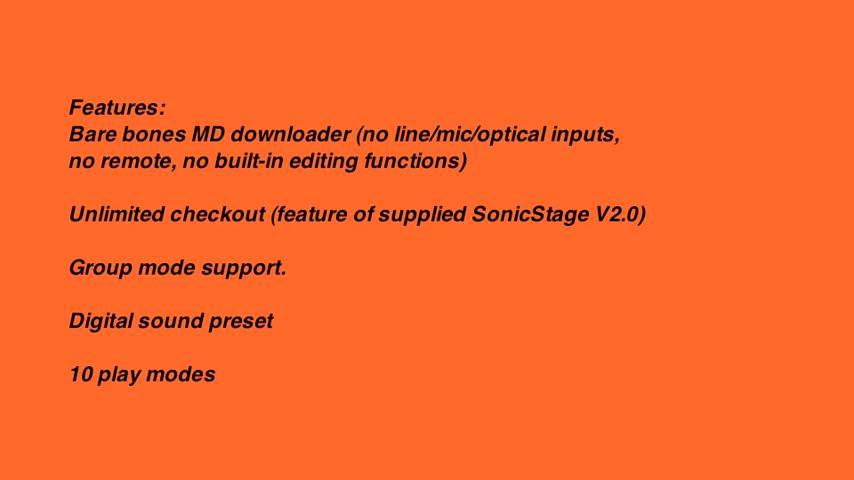 Features:
Bare bones MD downloader (no line/mic/optical inputs,
no remote, no built-in editing functions)
Unlimited checkout (feature of supplied SonicStage V2.0)
Group mode support.
Digital sound preset
10 play modes